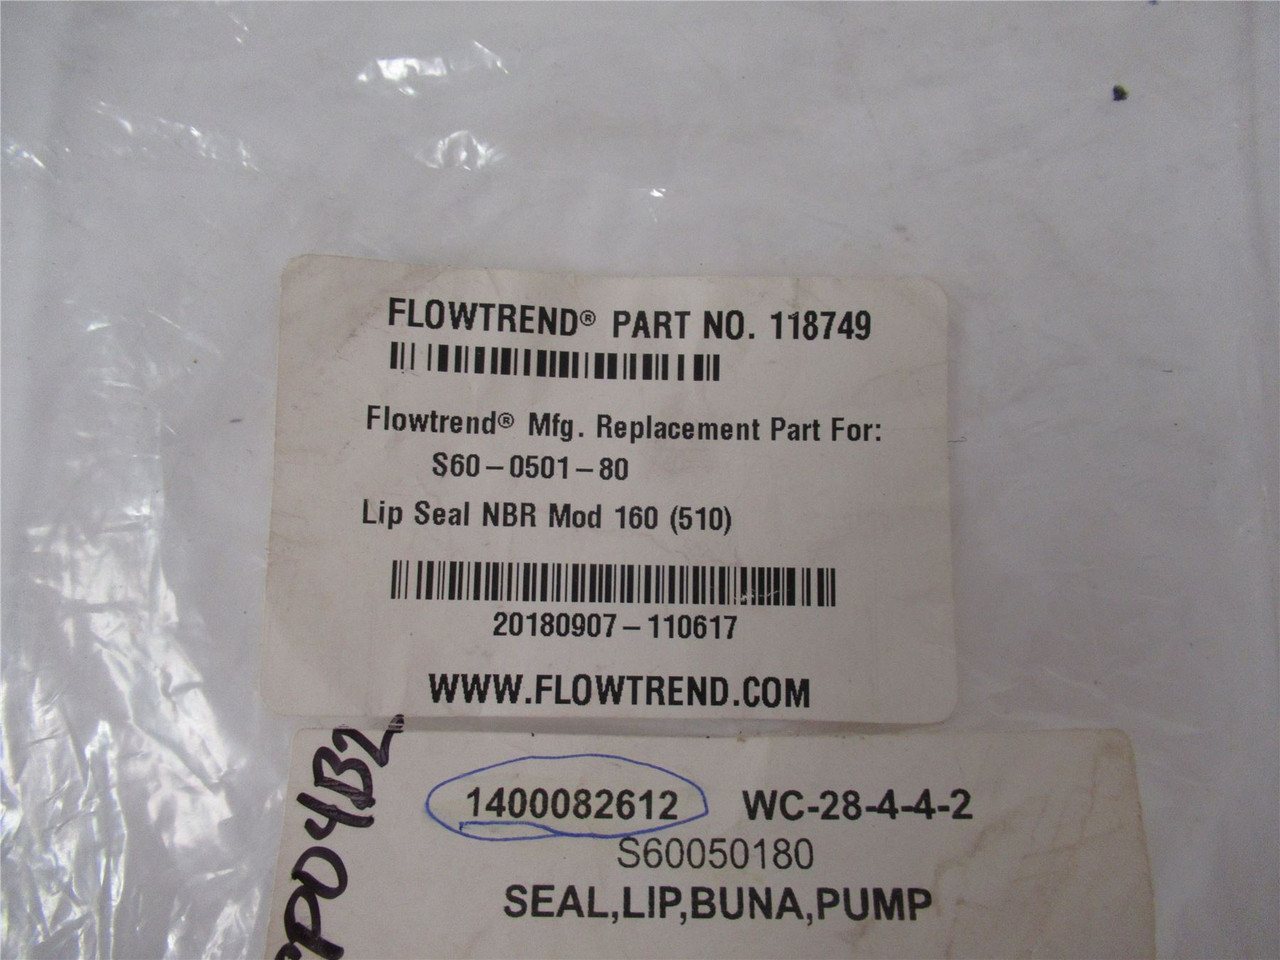 FLOWTREND® PART NO. 118749
Flowtrend® Mfg. Replacement Part For:
S60-0501-80
Lip Seal NBR Mod 160 (510)
20180907-110617
WWW.FLOWTREND.COM
1400082612 WC-28-4-4-2
S60050180
SEAL,LIP,BUNA,PUMP